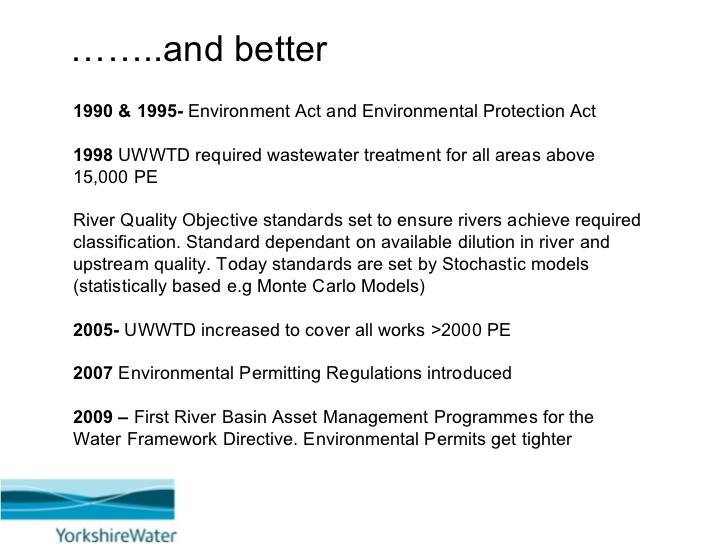 ……..and better
1990 & 1995- Environment Act and Environmental Protection Act
1998 UWWTD required wastewater treatment for all areas above
15,000 PE
River Quality Objective standards set to ensure rivers achieve required
classification. Standard dependant on available dilution in river and
upstream quality. Today standards are set by Stochastic models
(statistically based e.g Monte Carlo Models)
2005- UWWTD increased to cover all works >2000 PE
2007 Environmental Permitting Regulations introduced
2009 – First River Basin Asset Management Programmes for the
Water Framework Directive. Environmental Permits get tighter
YorkshireWater